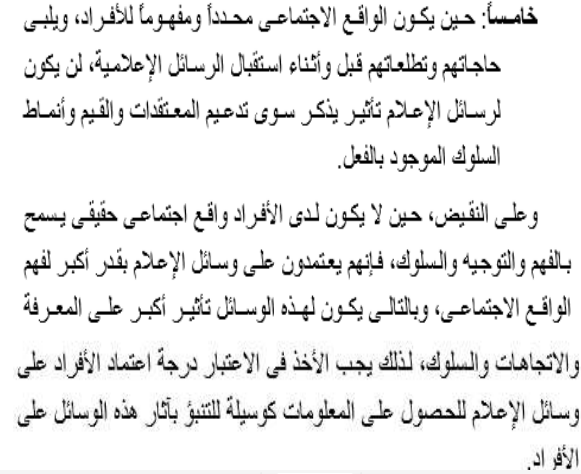 خامساً: حين يكون الواقع الاجتماعى محدداً ومفهوماً للأفراد، ويلبى
حاجاتهم وتطلعاتهم قبل وأثناء استقبال الرسائل الإعلامية، لن يكون
لرسائل الإعلام تأثير يذكر سوى تدعيم المعتقدات والقيم وأنماط
السلوك الموجود بالفعل.
وعلى النقيض، حين لا يكون لدى الأفراد واقع اجتماعى حقيقى يسمح
بالفهم والتوجيه والسلوك، فإنهم يعتمدون على وسائل الإعلام بقدر أكبر لفهم
الواقع الاجتماعى، وبالتالى يكون لهذه الوسائل تأثير أكبر على المعرفة
والاتجاهات والسلوك، لذلك يجب الأخذ فى الاعتبار درجة اعتماد الأفراد على
وسائل الإعلام للحصول على المعلومات كوسيلة للتنبؤ بآثار هذه الوسائل على
الأفراد.